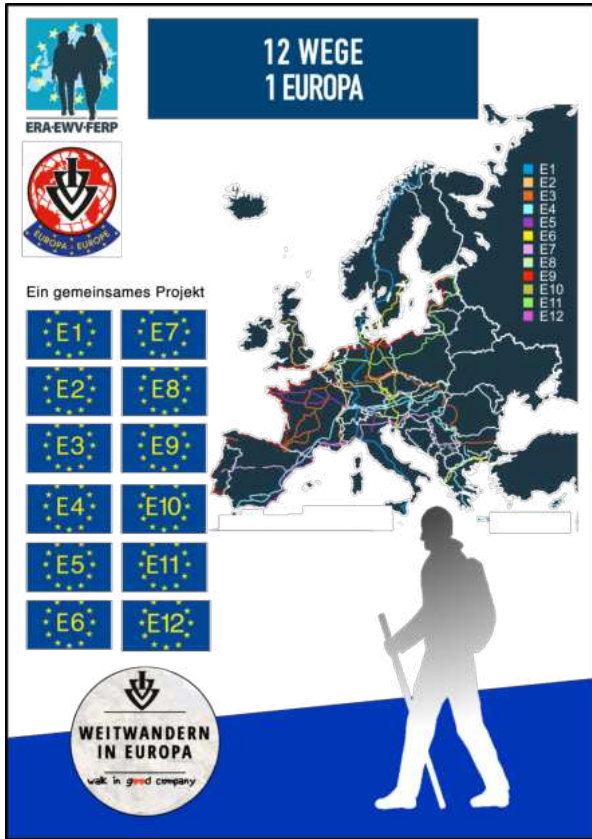 12 WEGE
1 EUROPA
ERA-EWV-FERP
EUROPA - EUROPE
E1
E2
E3
E4
E5
E6
E7
E8
E9
E10
E11
E12
Ein gemeinsames Projekt
E1 E7
E2 E8
E3 E9
E4 E10
E5 E11
E6 E12
WEITWANDERN
IN EUROPA
walk in good company